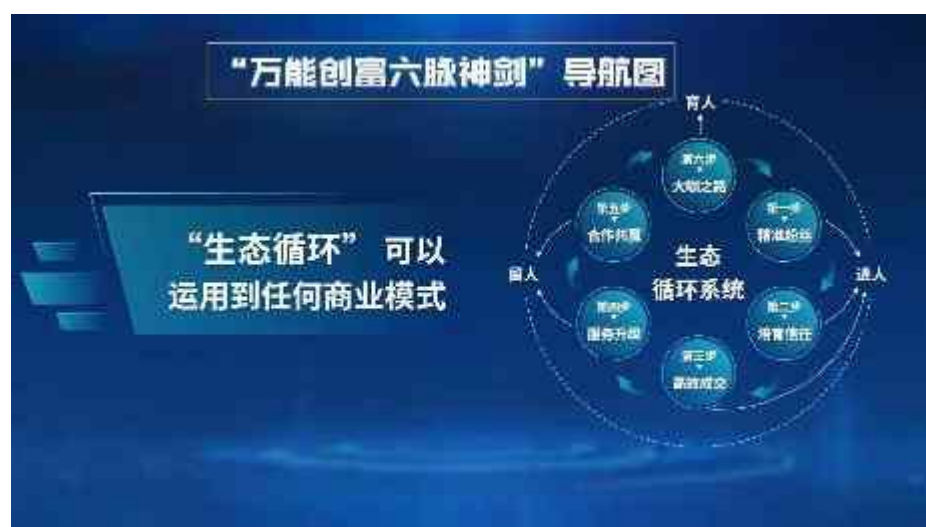 “万能创富六脉神剑”导航图
“生态循环” 可以
运用到任何商业模式
育人
第六步
大咖之路
第五步
合作共赢
第一步
精准粉丝
生态
循环系统
留人
进人
第四步
服务升级
第二步
培育信任
第三步
高效成交